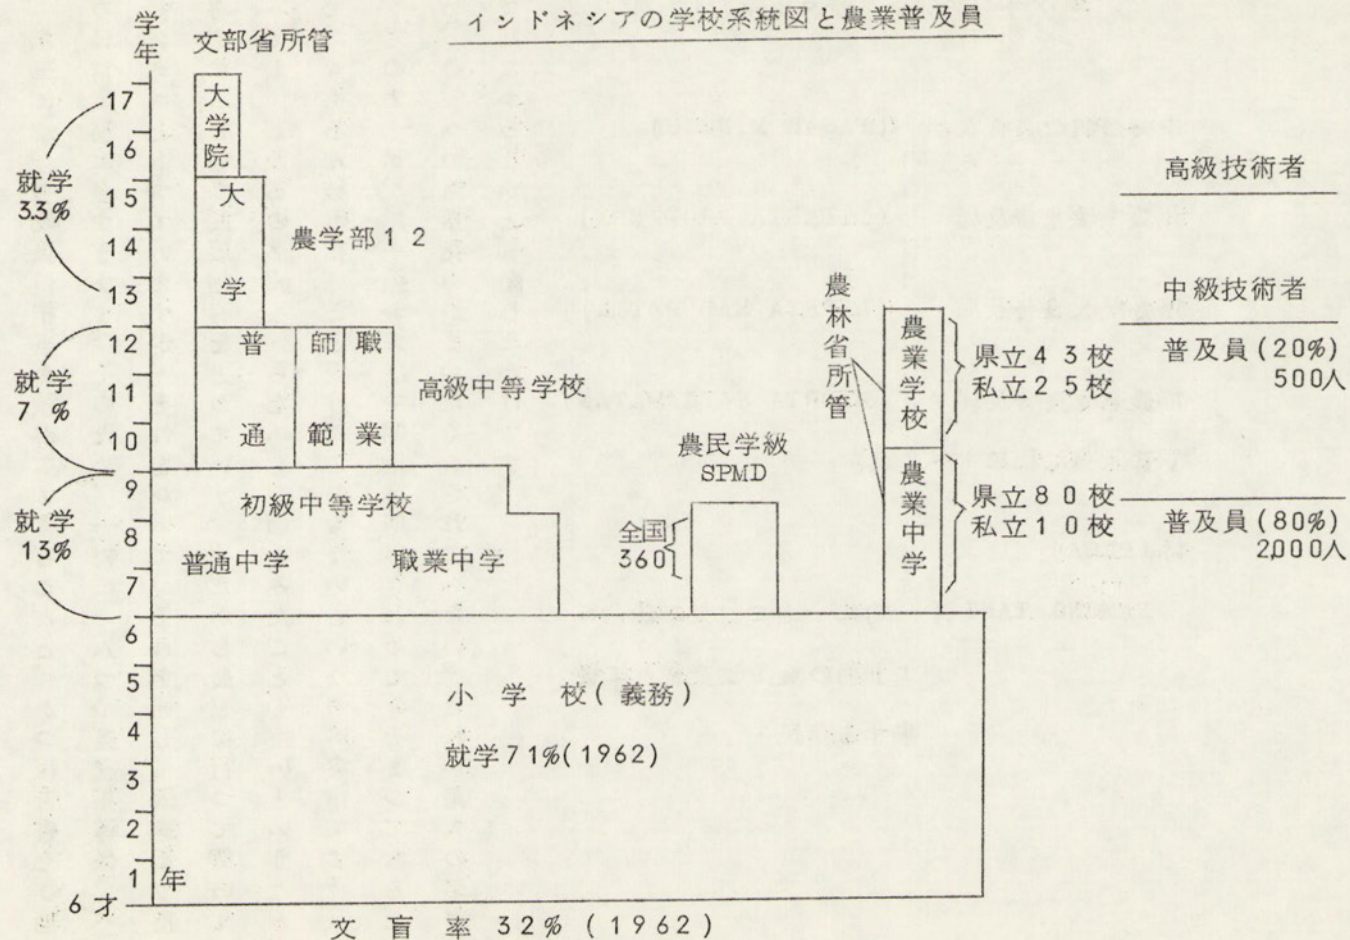 インドネシアの学校系統図と農業普及員
学年
文部省所管
17
16
15
14
13
12
11
10
9
8
7
6
5
4
3
2
1 年
6才
就学
3.3%
就学
7 %
就学
13%
大学院
大学
農学部12
普通
師範
職業
高級中等学校
初級中等学校
普通中学
職業中学
農民学級
SPMD
全国
360
農林省所管
農業学校
農業中学
県立43校
私立25校
県立80校
私立10校
高級技術者
中級技術者
普及員(20%)
500人
普及員(80%)
2,000人
小学校(義務)
就学71%(1962)
文盲率 32% (1962)